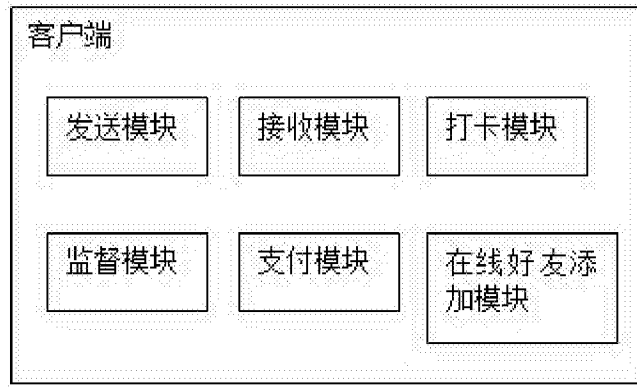 客户端
发送模块
接收模块
打卡模块
监督模块
支付模块
在线好友添
加模块